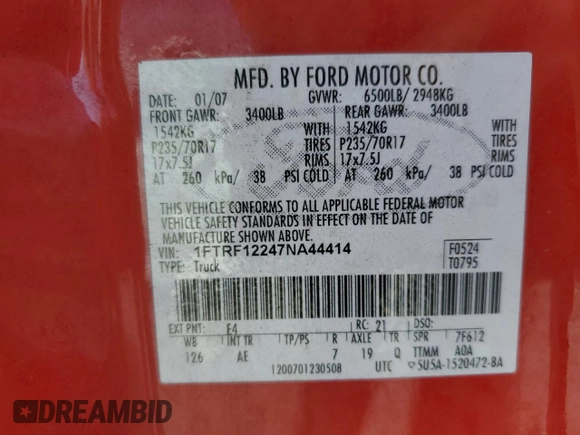 MFD. BY FORD MOTOR CO.
DATE: 01/07 GVWR: 6500LB/ 2948KG
FRONT GAWR: 3400LB REAR GAWR: 3400LB
1542KG WITH 1542KG WITH
P235/70R17 TIRES P235/70R17 TIRES
17x7.5J RIMS 17x7.5J RIMS
AT 260 kPa/ 38 PSI COLD AT 260 kPa/ 38 PSI COLD
Ford
THIS VEHICLE CONFORMS TO ALL APPLICABLE FEDERAL MOTOR
VEHICLE SAFETY STANDARDS IN EFFECT ON THE DATE OF
MANUFACTURE SHOWN ABOVE.
VIN: 1FTRF12247NA44414 F0524
TYPE: Truck T0795
EXT PNT: E4 RC: 21 DSO:
WB INT TR TP/PS R AXLE TR SPR 7F612
126 AE 7 19 Q TTMM AOA
1200701230508 UTC 5U5A-1520472-BA
DREAMBID